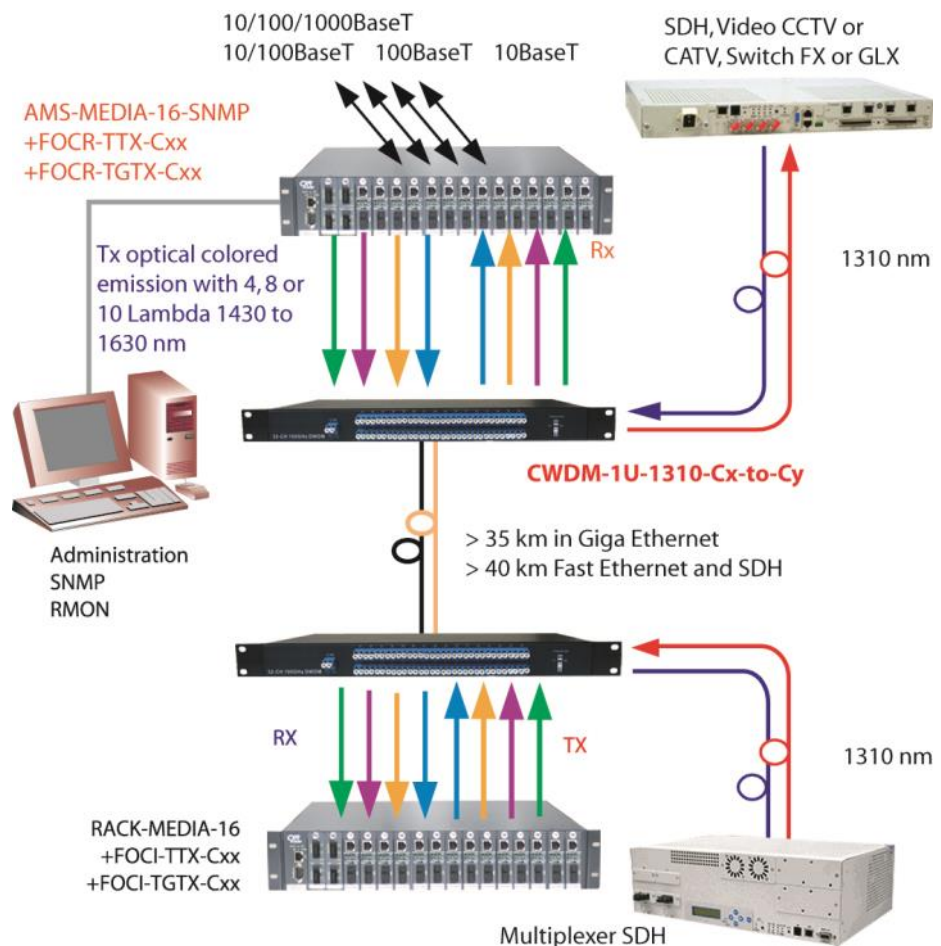 10/100/1000BaseT
10/100BaseT 100BaseT 10BaseT
SDH, Video CCTV or
CATV, Switch FX or GLX
AMS-MEDIA-16-SNMP
+FOCR-TTX-Cxx
+FOCR-TGTX-Cxx
Rx
1310 nm
Tx optical colored
emission with 4, 8 or
10 Lambda 1430 to
1630 nm
CWDM-1U-1310-Cx-to-Cy
> 35 km in Giga Ethernet
> 40 km Fast Ethernet and SDH
Administration
SNMP
RMON
RX
TX
1310 nm
RACK-MEDIA-16
+FOCI-TTX-Cxx
+FOCI-TGTX-Cxx
Multiplexer SDH